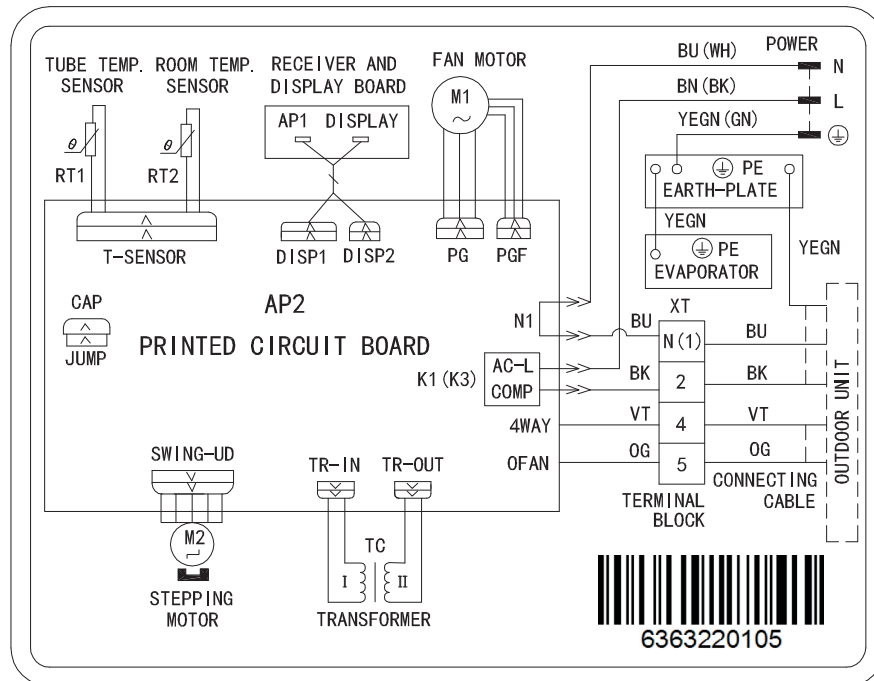 TUBE TEMP. SENSOR
ROOM TEMP. SENSOR
RECEIVER AND
DISPLAY BOARD
FAN MOTOR
BU(WH)
POWER
N
BN(BK)
L
YEGN(GN)
AP1 DISPLAY
M1
θ
RT1
θ
RT2
PE
EARTH-PLATE
YEGN
PE
EVAPORATOR
YEGN
T-SENSOR
DISP1
DISP2
PG
PGF
CAP
JUMP
AP2
PRINTED CIRCUIT BOARD
N1
BU
XT
N(1)
BU
K1(K3)
AC-L
COMP
BK
2
BK
4WAY
VT
4
VT
OFAN
OG
5
OG
OUTDOOR UNIT
TERMINAL
BLOCK
CONNECTING
CABLE
SWING-UD
TR-IN
TR-OUT
M2
TC
I
II
STEPPING
MOTOR
TRANSFORMER
6363220105